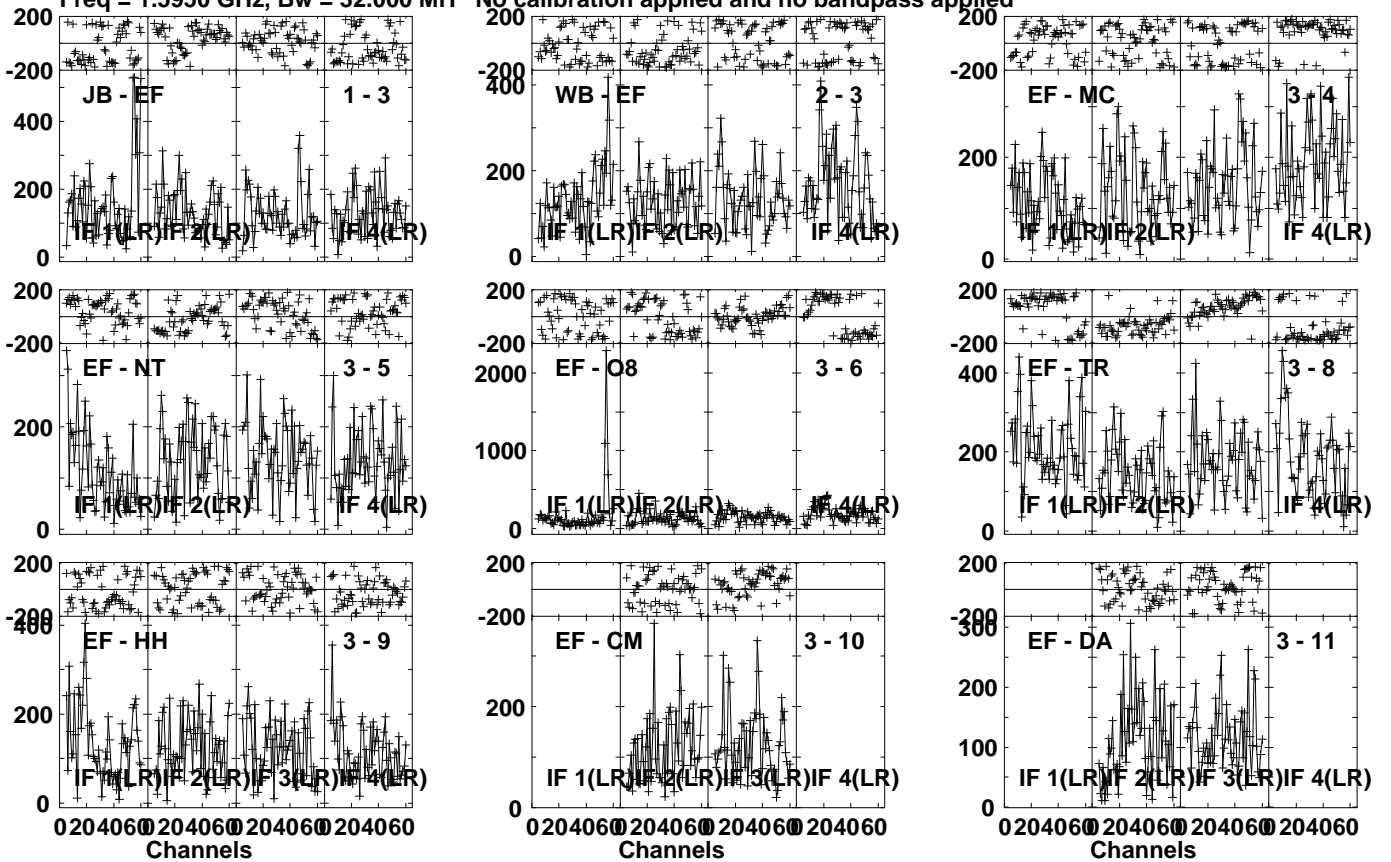 Freq = 1.5950 GHz, Bw = 32.000 MH No calibration applied and no bandpass applied
200
-200
JB - EF 1 - 3
400
200
0
IF 1(LR) IF 2(LR) IF 4(LR)
200
-200
WB - EF 2 - 3
400
200
0
IF 1(LR) IF 2(LR) IF 4(LR)
200
-200
EF - MC 3 - 4
200
0
IF 1(LR) IF 2(LR) IF 4(LR)
200
-200
EF - NT 3 - 5
200
0
IF 1(LR) IF 2(LR) IF 4(LR)
200
-200
EF - O8 3 - 6
2000
1000
0
IF 1(LR) IF 2(LR) IF 4(LR)
200
-200
EF - TR 3 - 8
400
200
0
IF 1(LR) IF 2(LR) IF 4(LR)
200
-200
400
EF - HH 3 - 9
200
0
IF 1(LR) IF 2(LR) IF 3(LR) IF 4(LR)
0 20 40 60 0 20 40 60 0 20 40 60 0 20 40 60
Channels
200
-200
EF - CM 3 - 10
200
0
IF 1(LR) IF 2(LR) IF 3(LR) IF 4(LR)
0 20 40 60 0 20 40 60 0 20 40 60 0 20 40 60
Channels
200
-200
300
EF - DA 3 - 11
200
100
0
IF 1(LR) IF 2(LR) IF 3(LR) IF 4(LR)
0 20 40 60 0 20 40 60 0 20 40 60 0 20 40 60
Channels